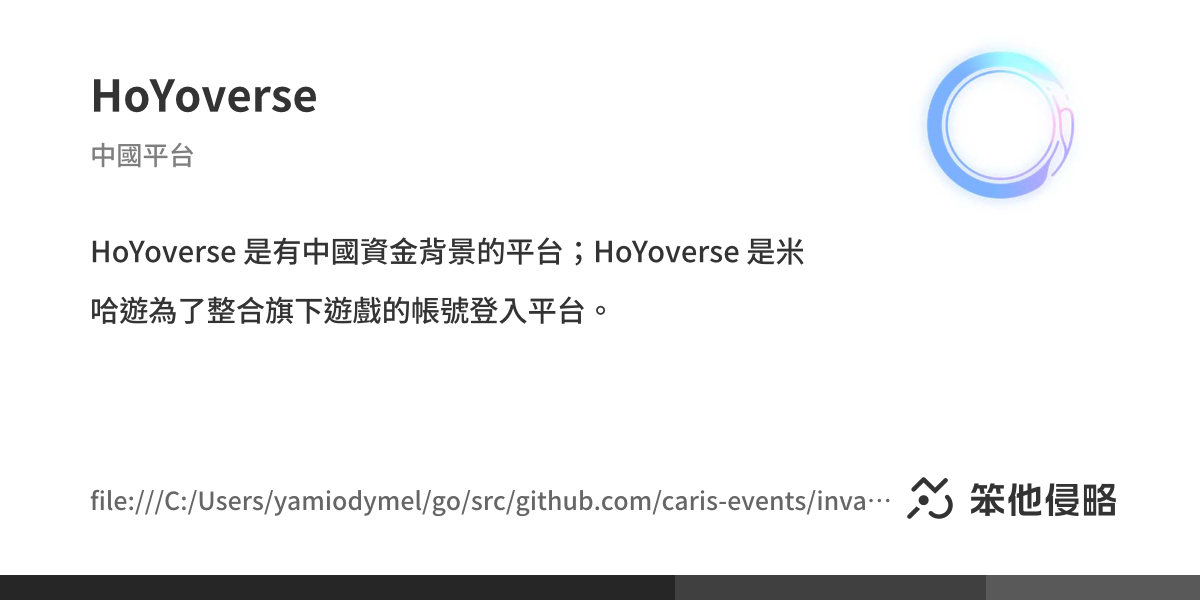 HoYoverse
中國平台
HoYoverse 是有中國資金背景的平台；HoYoverse 是米
哈遊為了整合旗下遊戲的帳號登入平台。
file:///C:/Users/yamiodymel/go/src/github.com/caris-events/inva…
笨他侵略